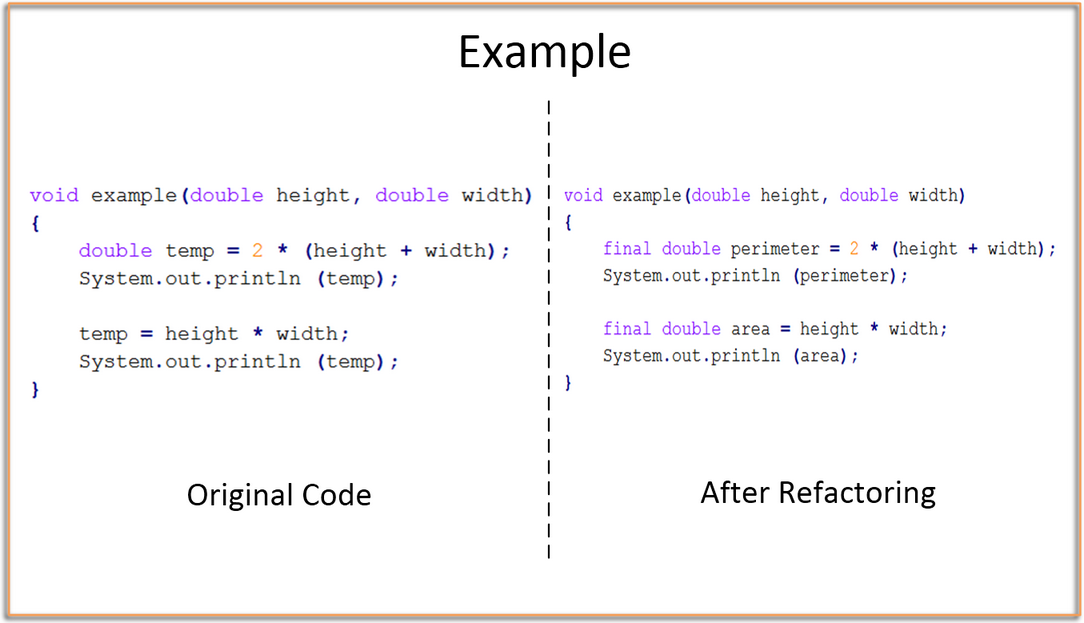 Example
void example(double height, double width)
{
    double temp = 2 * (height + width);
    System.out.println (temp);
    temp = height * width;
    System.out.println (temp);
}
Original Code
void example(double height, double width)
{
    final double perimeter = 2 * (height + width);
    System.out.println (perimeter);
    final double area = height * width;
    System.out.println (area);
}
After Refactoring